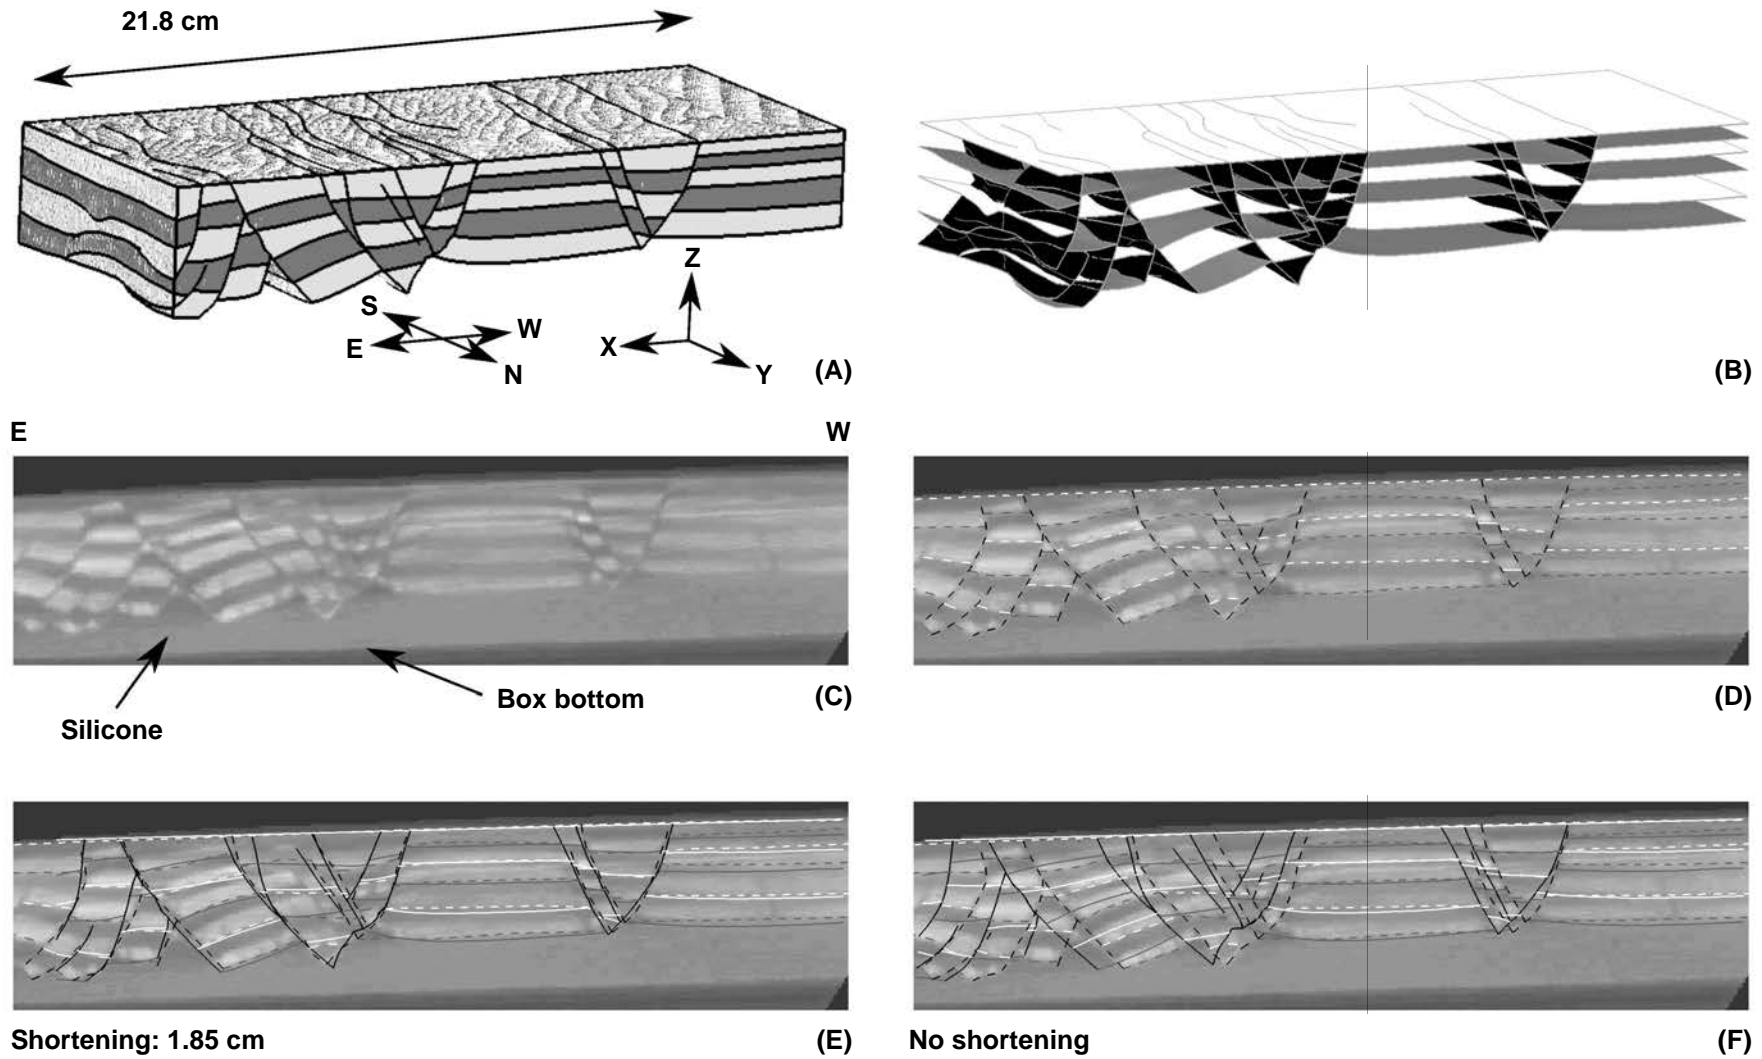 21.8 cm
Z
S
W
E
X
N
Y
(A)
(B)
E
W
Box bottom
(C)
(D)
Silicone
Shortening: 1.85 cm
(E)
No shortening
(F)